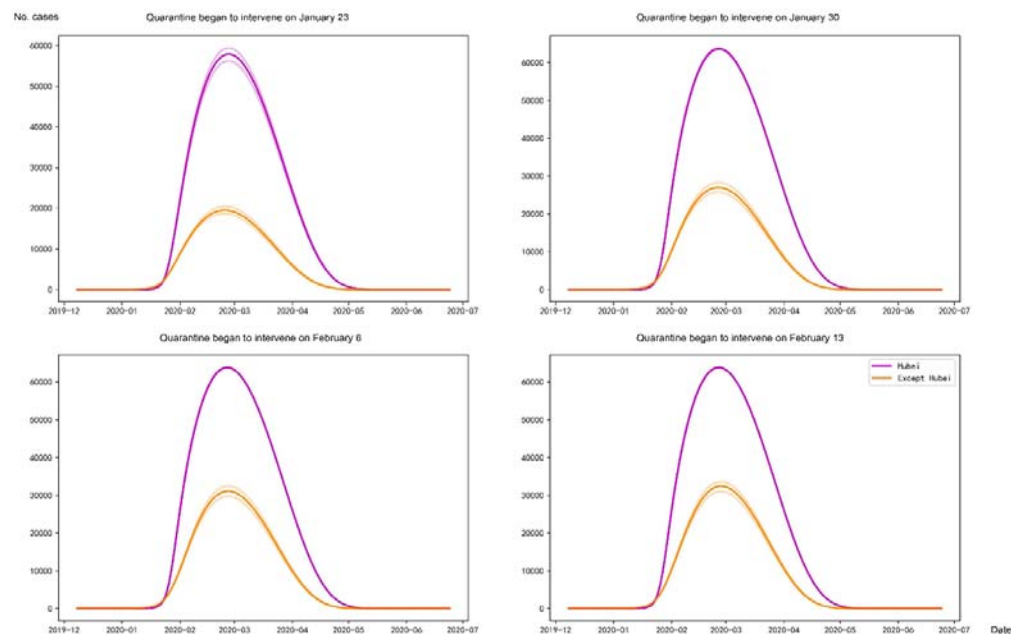 No. cases
Quarantine began to intervene on January 23
60000
50000
40000
30000
20000
10000
0
2019-12 2020-01 2020-02 2020-03 2020-04 2020-05 2020-06 2020-07
Quarantine began to intervene on January 30
60000
50000
40000
30000
20000
10000
0
2019-12 2020-01 2020-02 2020-03 2020-04 2020-05 2020-06 2020-07
Quarantine began to intervene on February 6
60000
50000
40000
30000
20000
10000
0
2019-12 2020-01 2020-02 2020-03 2020-04 2020-05 2020-06 2020-07
Quarantine began to intervene on February 13
Hubei
Except Hubei
60000
50000
40000
30000
20000
10000
0
2019-12 2020-01 2020-02 2020-03 2020-04 2020-05 2020-06 2020-07
Date